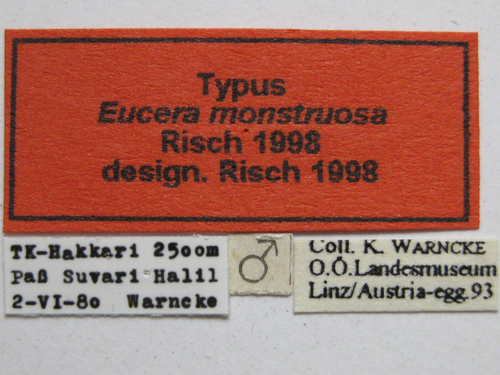 Typus
Eucera monstruosa
Risch 1998
design. Risch 1998
TK-Hakkari 2500m
Paß Suvari Halil
2-VI-80 Warncke
♂
Coll. K. WARNCKE
O.Ö.Landesmuseum
Linz/Austria-egg.93